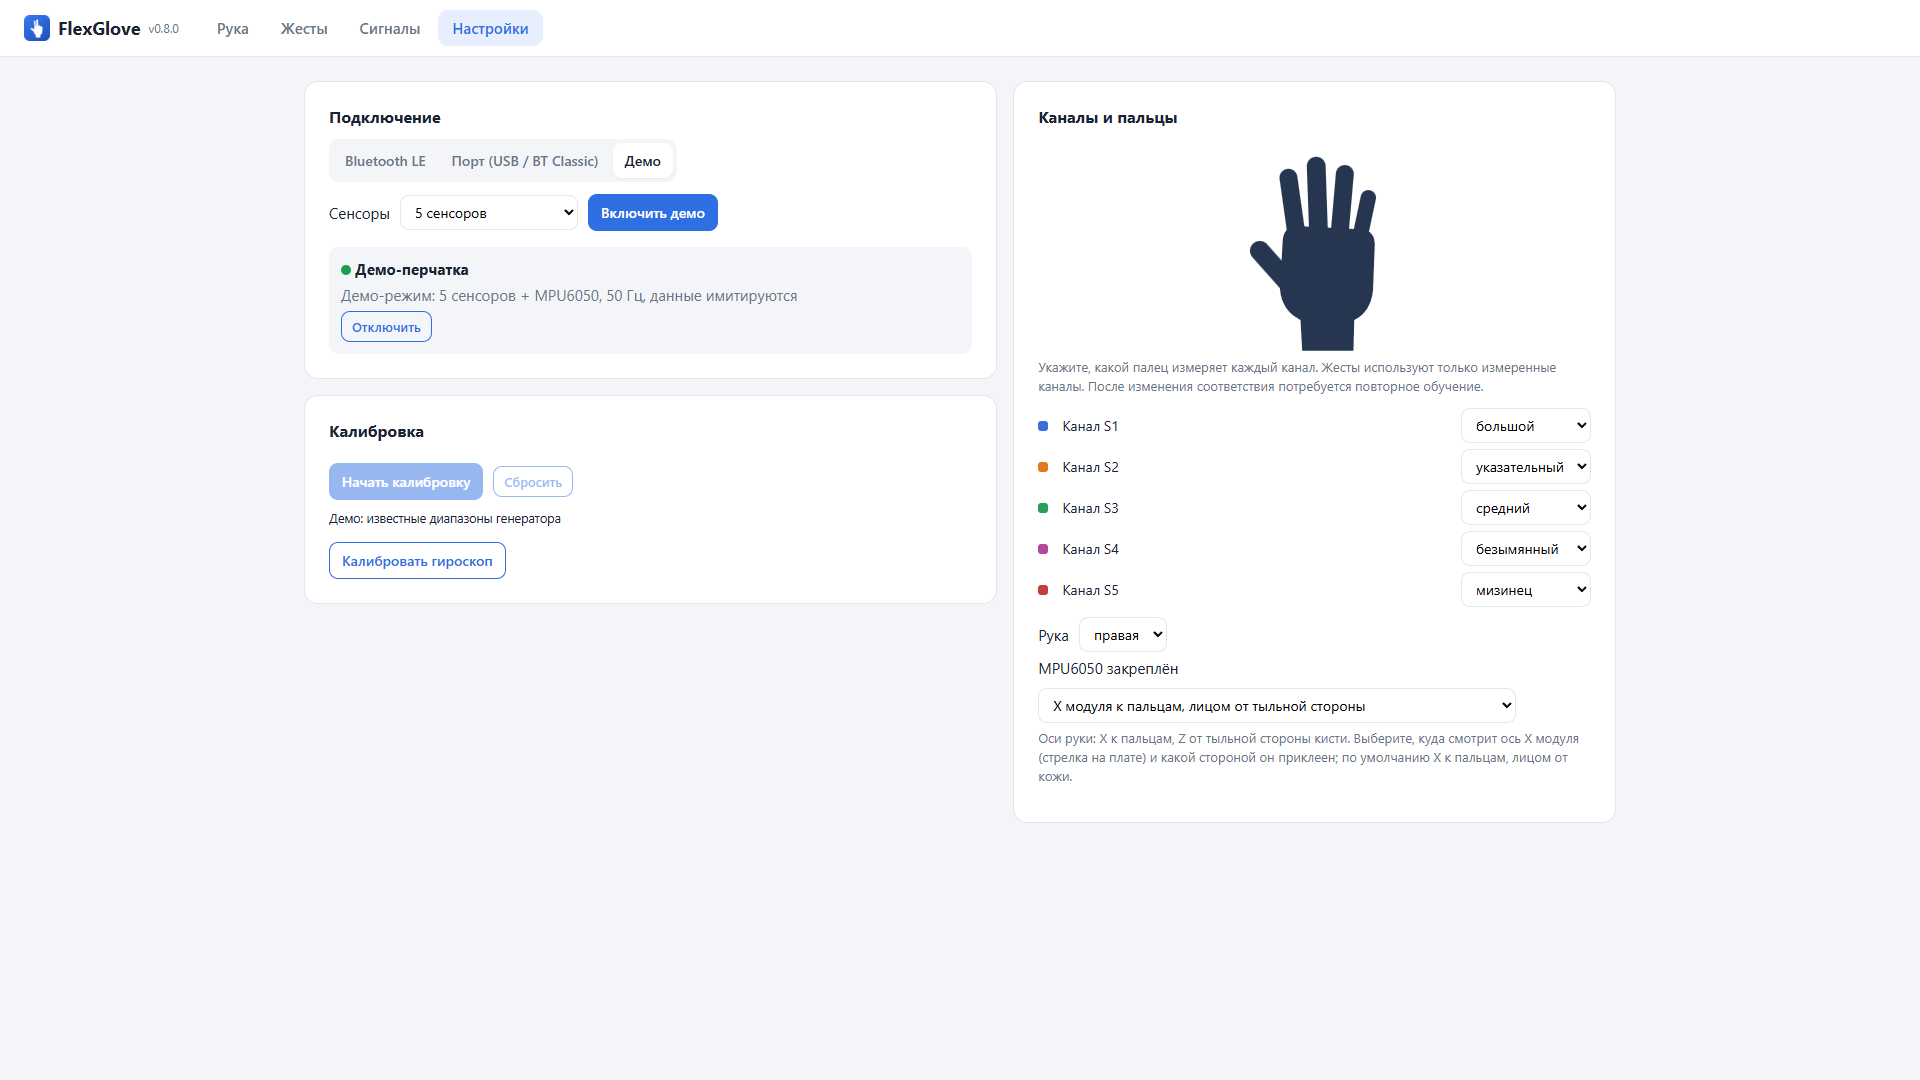 FlexGlove v0.8.0 Рука Жесты Сигналы Настройки
Подключение
Bluetooth LE Порт (USB / BT Classic) Демо
Сенсоры 5 сенсоров Включить демо
Демо-перчатка
Демо-режим: 5 сенсоров + MPU6050, 50 Гц, данные имитируются
Отключить
Калибровка
Начать калибровку Сбросить
Демо: известные диапазоны генератора
Калибровать гироскоп
Каналы и пальцы
Укажите, какой палец измеряет каждый канал. Жесты используют только измеренные
каналы. После изменения соответствия потребуется повторное обучение.
Канал S1 большой
Канал S2 указательный
Канал S3 средний
Канал S4 безымянный
Канал S5 мизинец
Рука правая
MPU6050 закреплён
X модуля к пальцам, лицом от тыльной стороны
Оси руки: X к пальцам, Z от тыльной стороны кисти. Выберите, куда смотрит ось X модуля
(стрелка на плате) и какой стороной он приклеен; по умолчанию X к пальцам, лицом от
кожи.